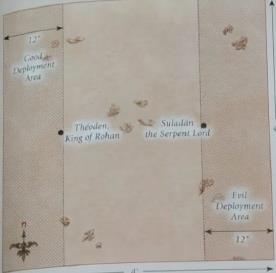 12"
Good
Deployment
Area
Théoden,
King of Rohan
Suladân
the Serpent Lord
Evil
Deployment
Area
12"
n
4'